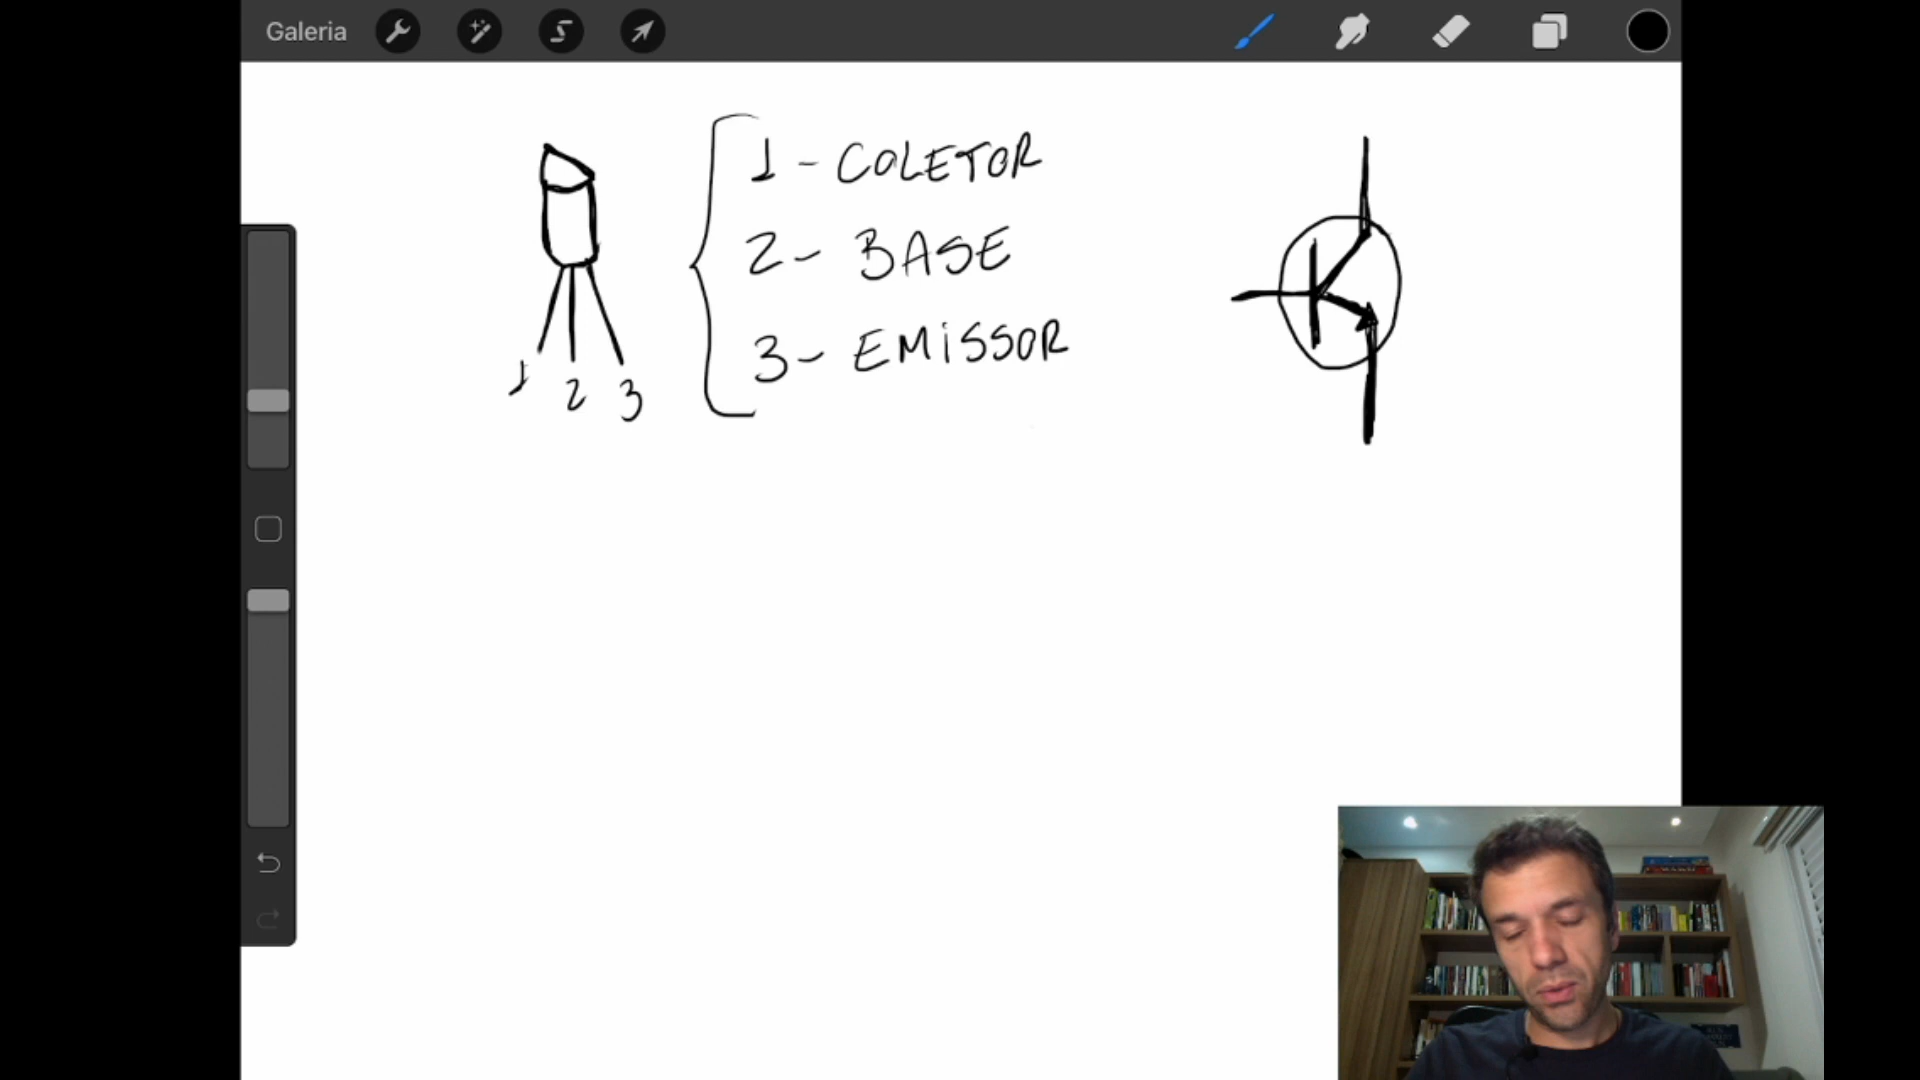 Galeria
1 - COLETOR
2 - BASE
3 - EMISSOR
1 2 3